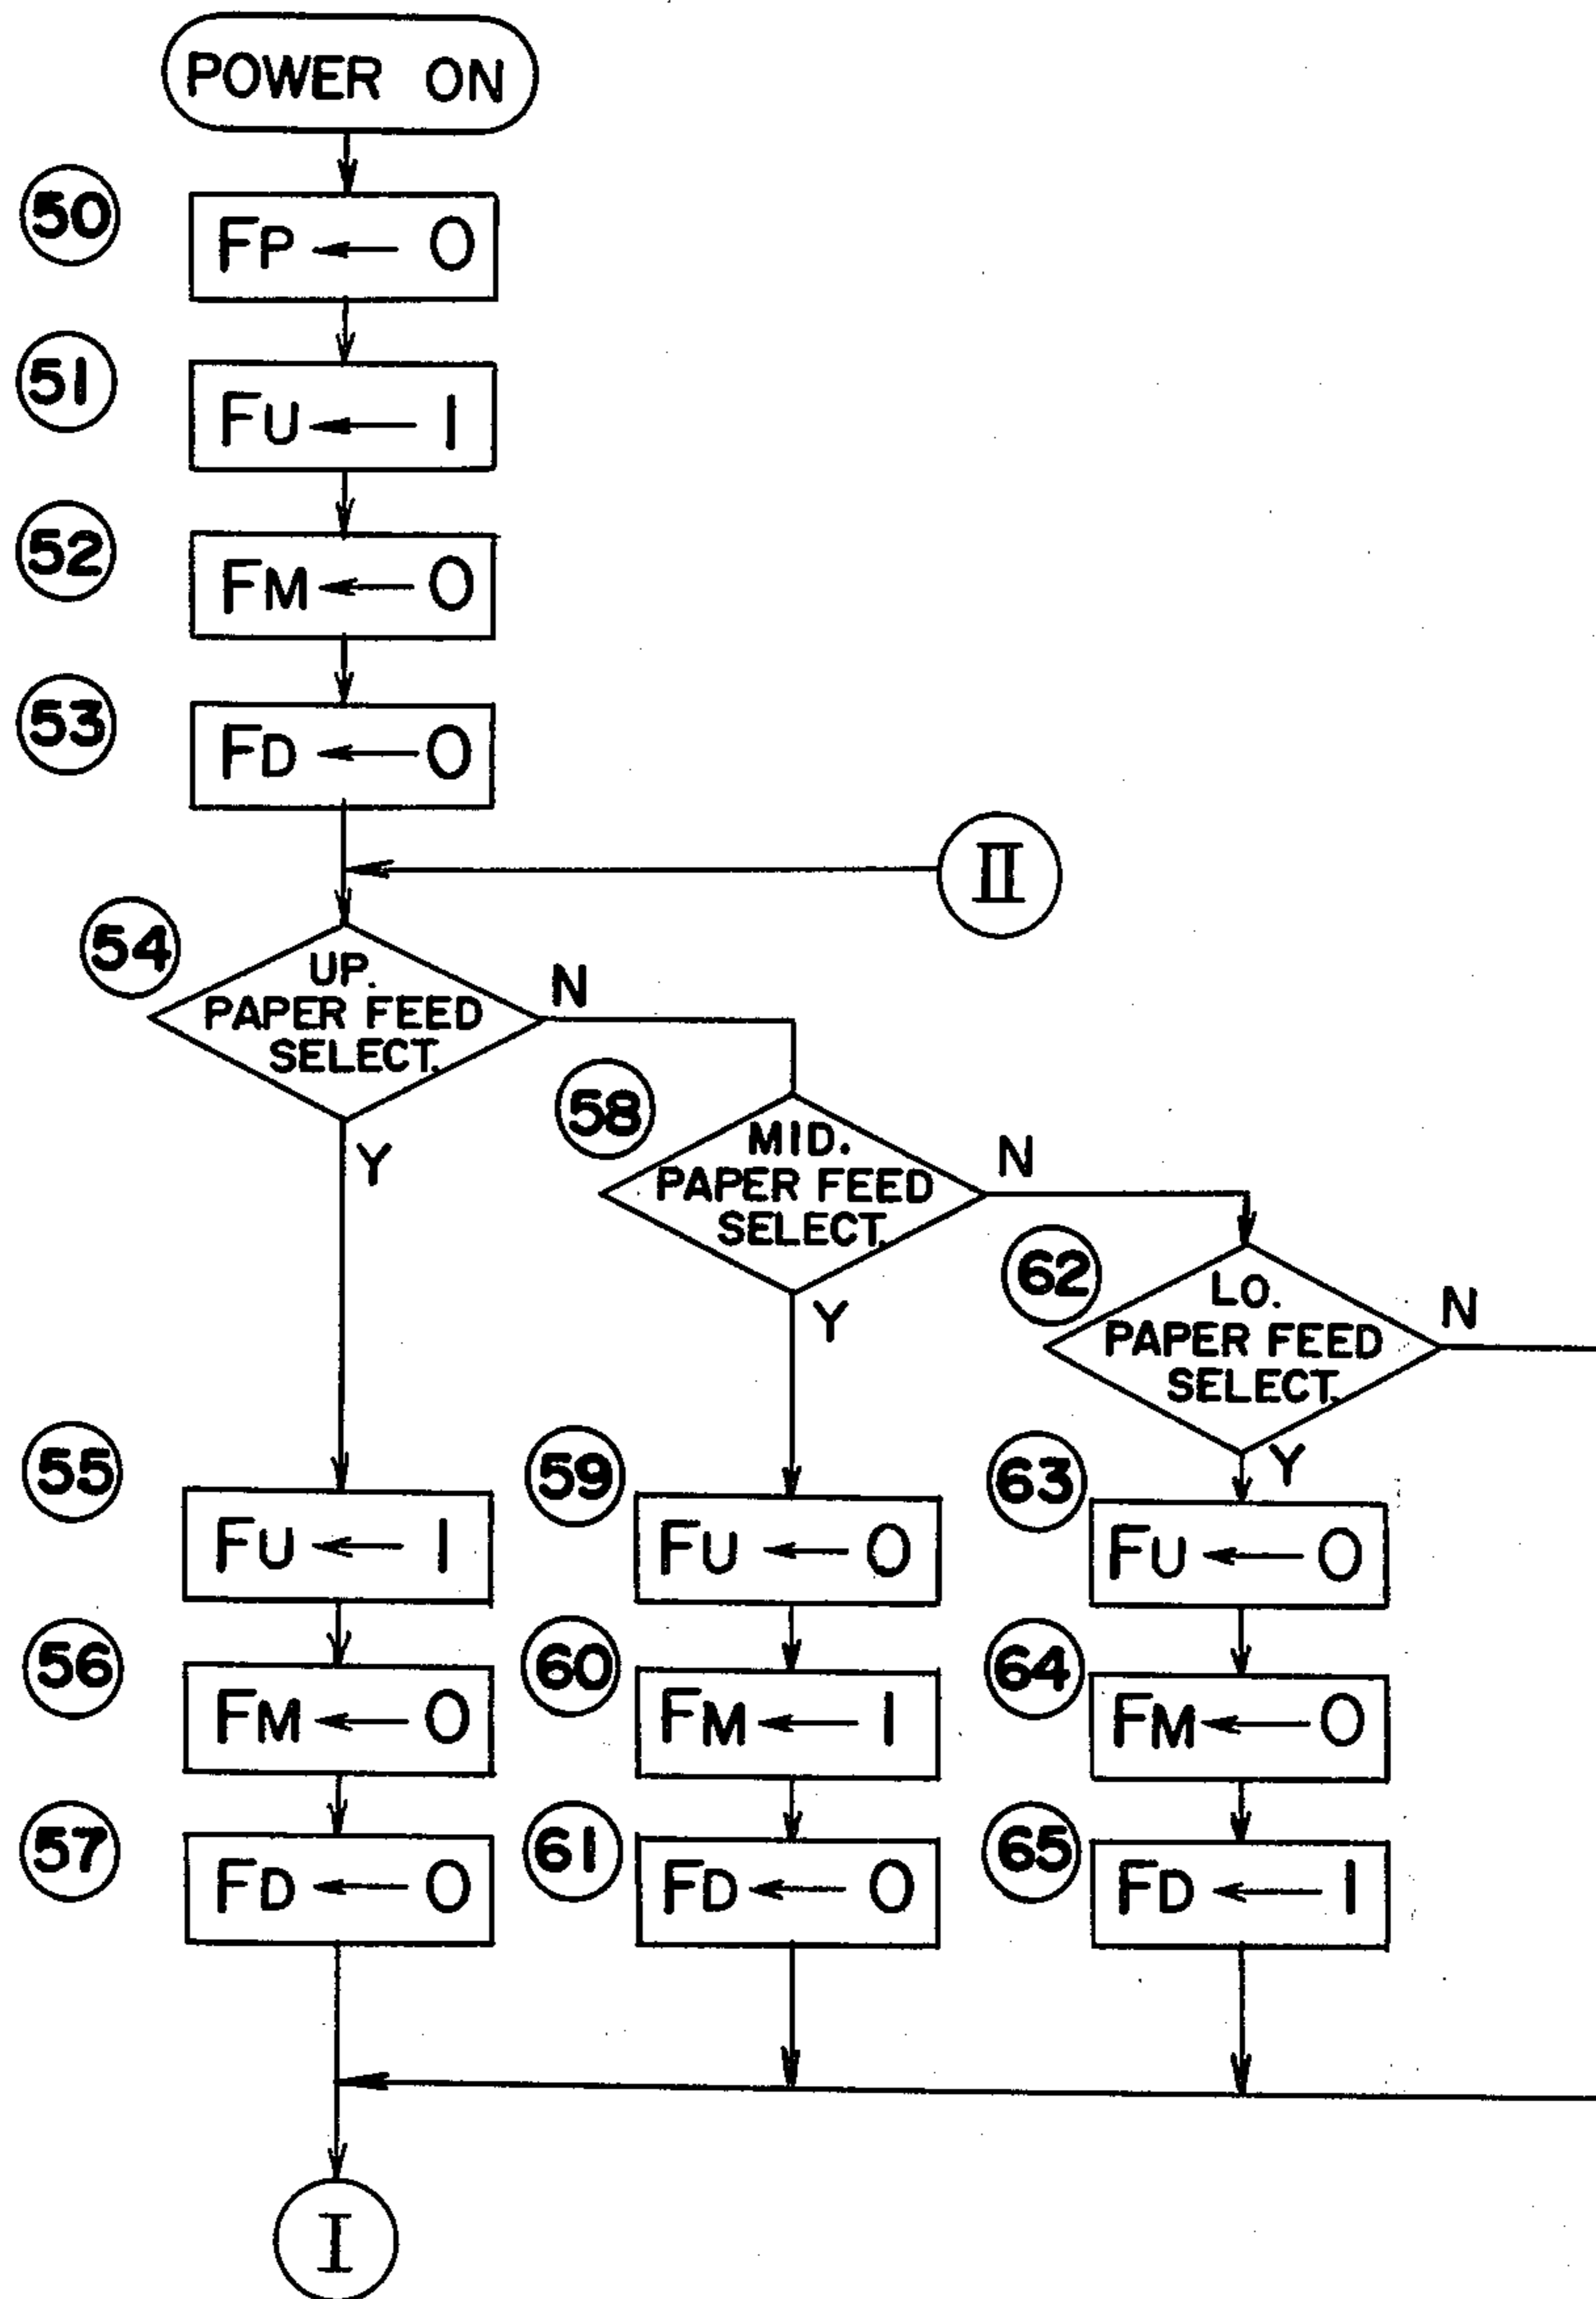 POWER ON
50
FP ← 0
51
FU ← 1
52
FM ← 0
53
FD ← 0
II
54
UP.
PAPER FEED
SELECT.
N
Y
58
MID.
PAPER FEED
SELECT.
N
Y
62
LO.
PAPER FEED
SELECT.
N
Y
55
FU ← 1
59
FU ← 0
63
FU ← 0
56
FM ← 0
60
FM ← 1
64
FM ← 0
57
FD ← 0
61
FD ← 0
65
FD ← 1
I